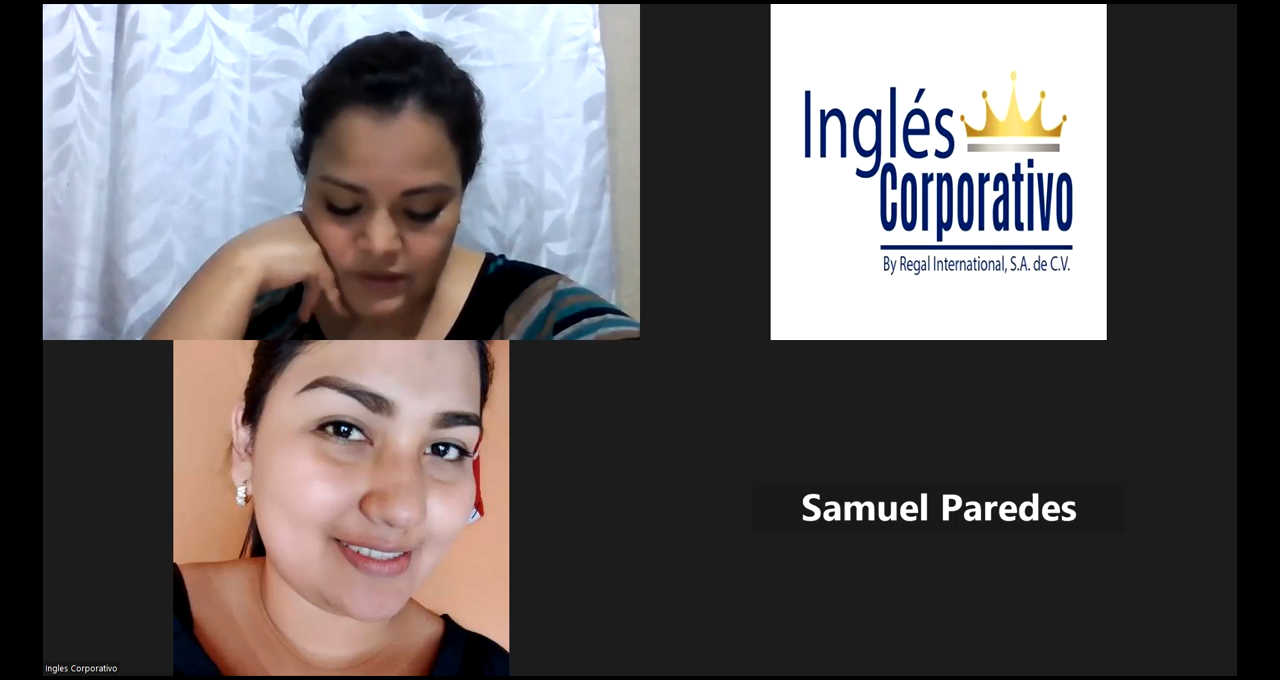 Inglés
Corporativo
By Regal International, S.A. de C.V.
Samuel Paredes
Ingles Corporativo